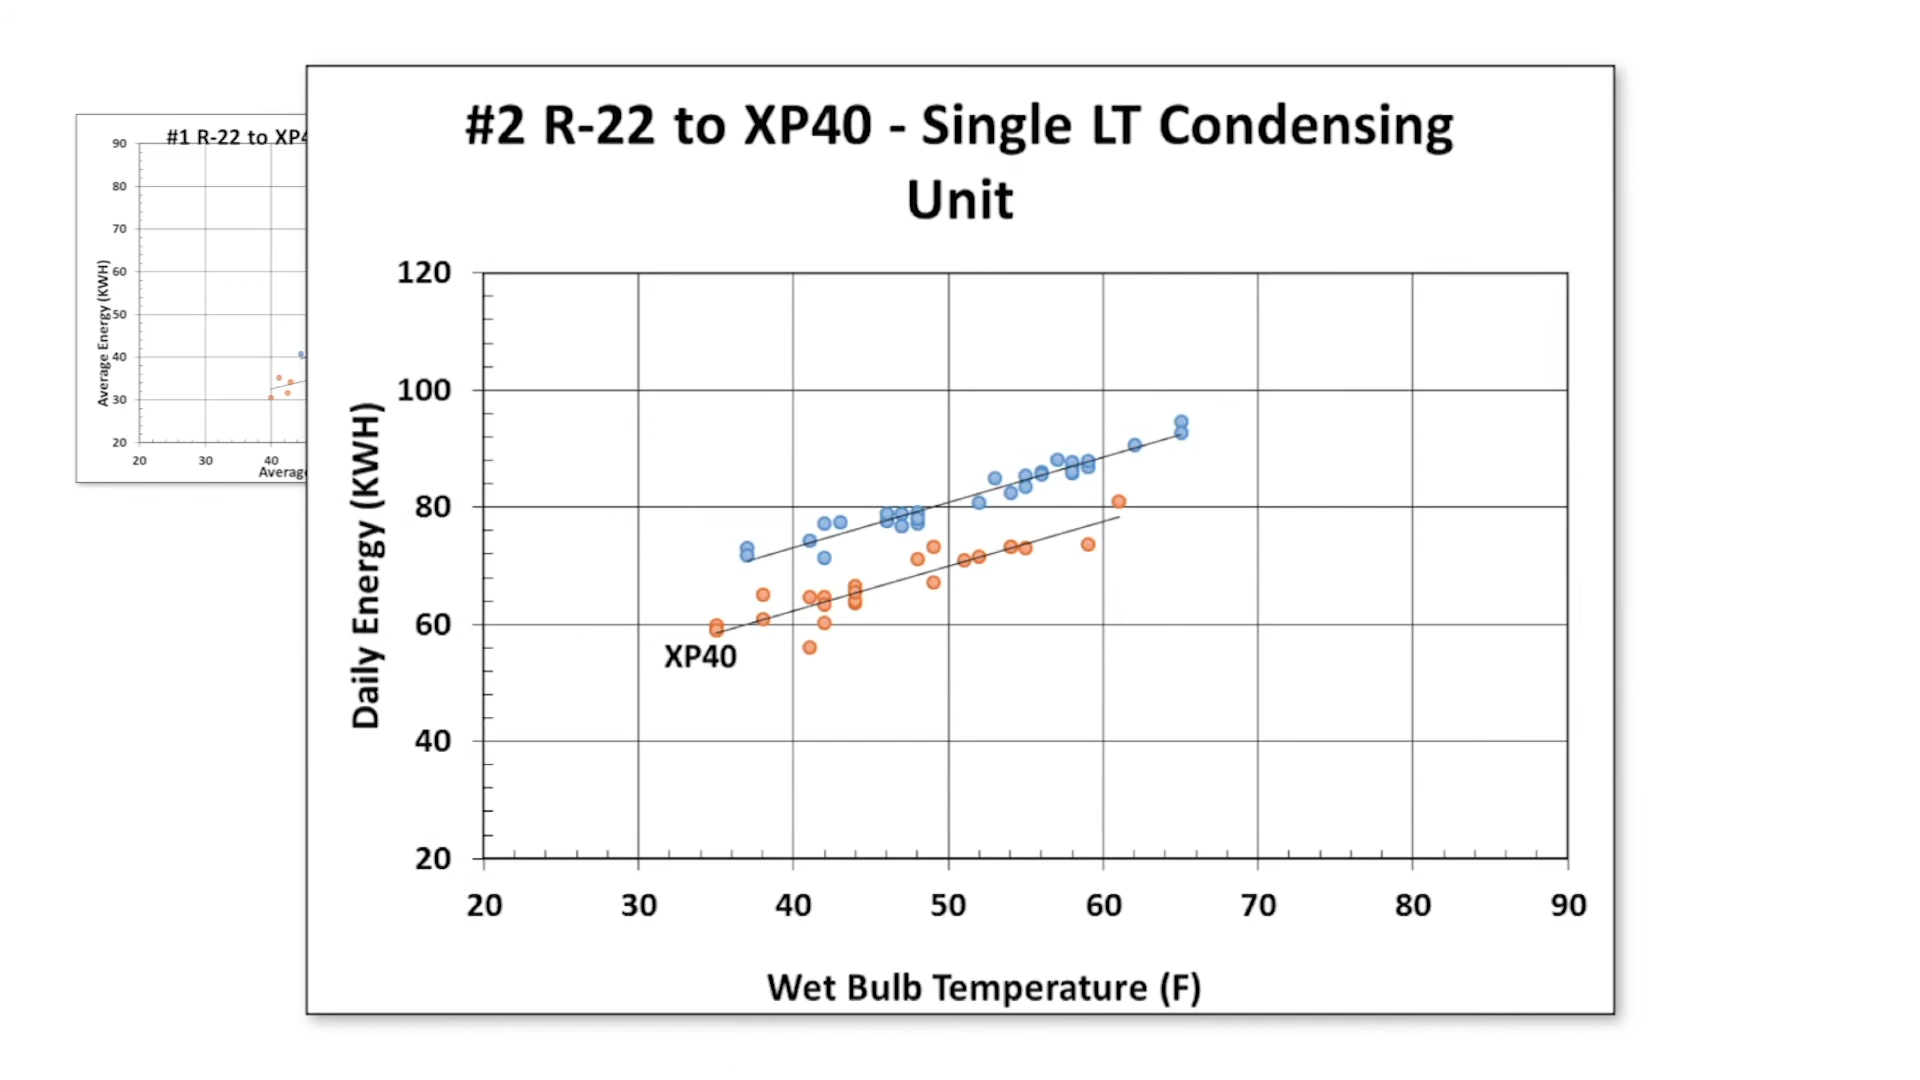 #1 R-22 to XP4
90
80
70
60
50
40
30
20
Average Energy (KWH)
20 30 40
Average
#2 R-22 to XP40 - Single LT Condensing
Unit
120
100
80
60
40
20
Daily Energy (KWH)
XP40
20 30 40 50 60 70 80 90
Wet Bulb Temperature (F)